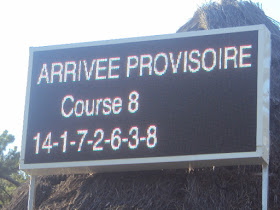 ARRIVEE PROVISOIRE
Course 8
14-1-7-2-6-3-8